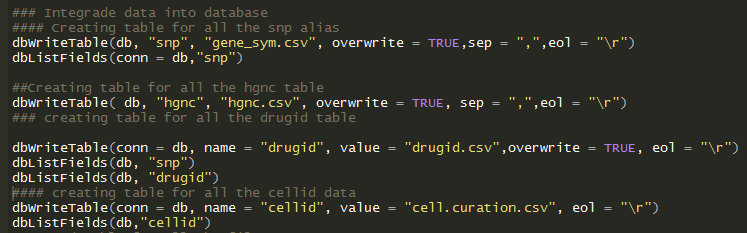 ### Integrade data into database
#### Creating table for all the snp alias
dbWriteTable(db, "snp", "gene_sym.csv", overwrite = TRUE,sep = ",",eol = "\r")
dbListFields(conn = db,"snp")
##Creating table for all the hgnc table
dbWriteTable( db, "hgnc", "hgnc.csv", overwrite = TRUE, sep = ",",eol = "\r")
### creating table for all the drugid table
dbWriteTable(conn = db, name = "drugid", value = "drugid.csv",overwrite = TRUE, eol = "\r")
dbListFields(db, "snp")
dbListFields(db, "drugid")
#### creating table for all the cellid data
dbWriteTable(conn = db, name = "cellid", value = "cell.curation.csv", eol = "\r")
dbListFields(db,"cellid")